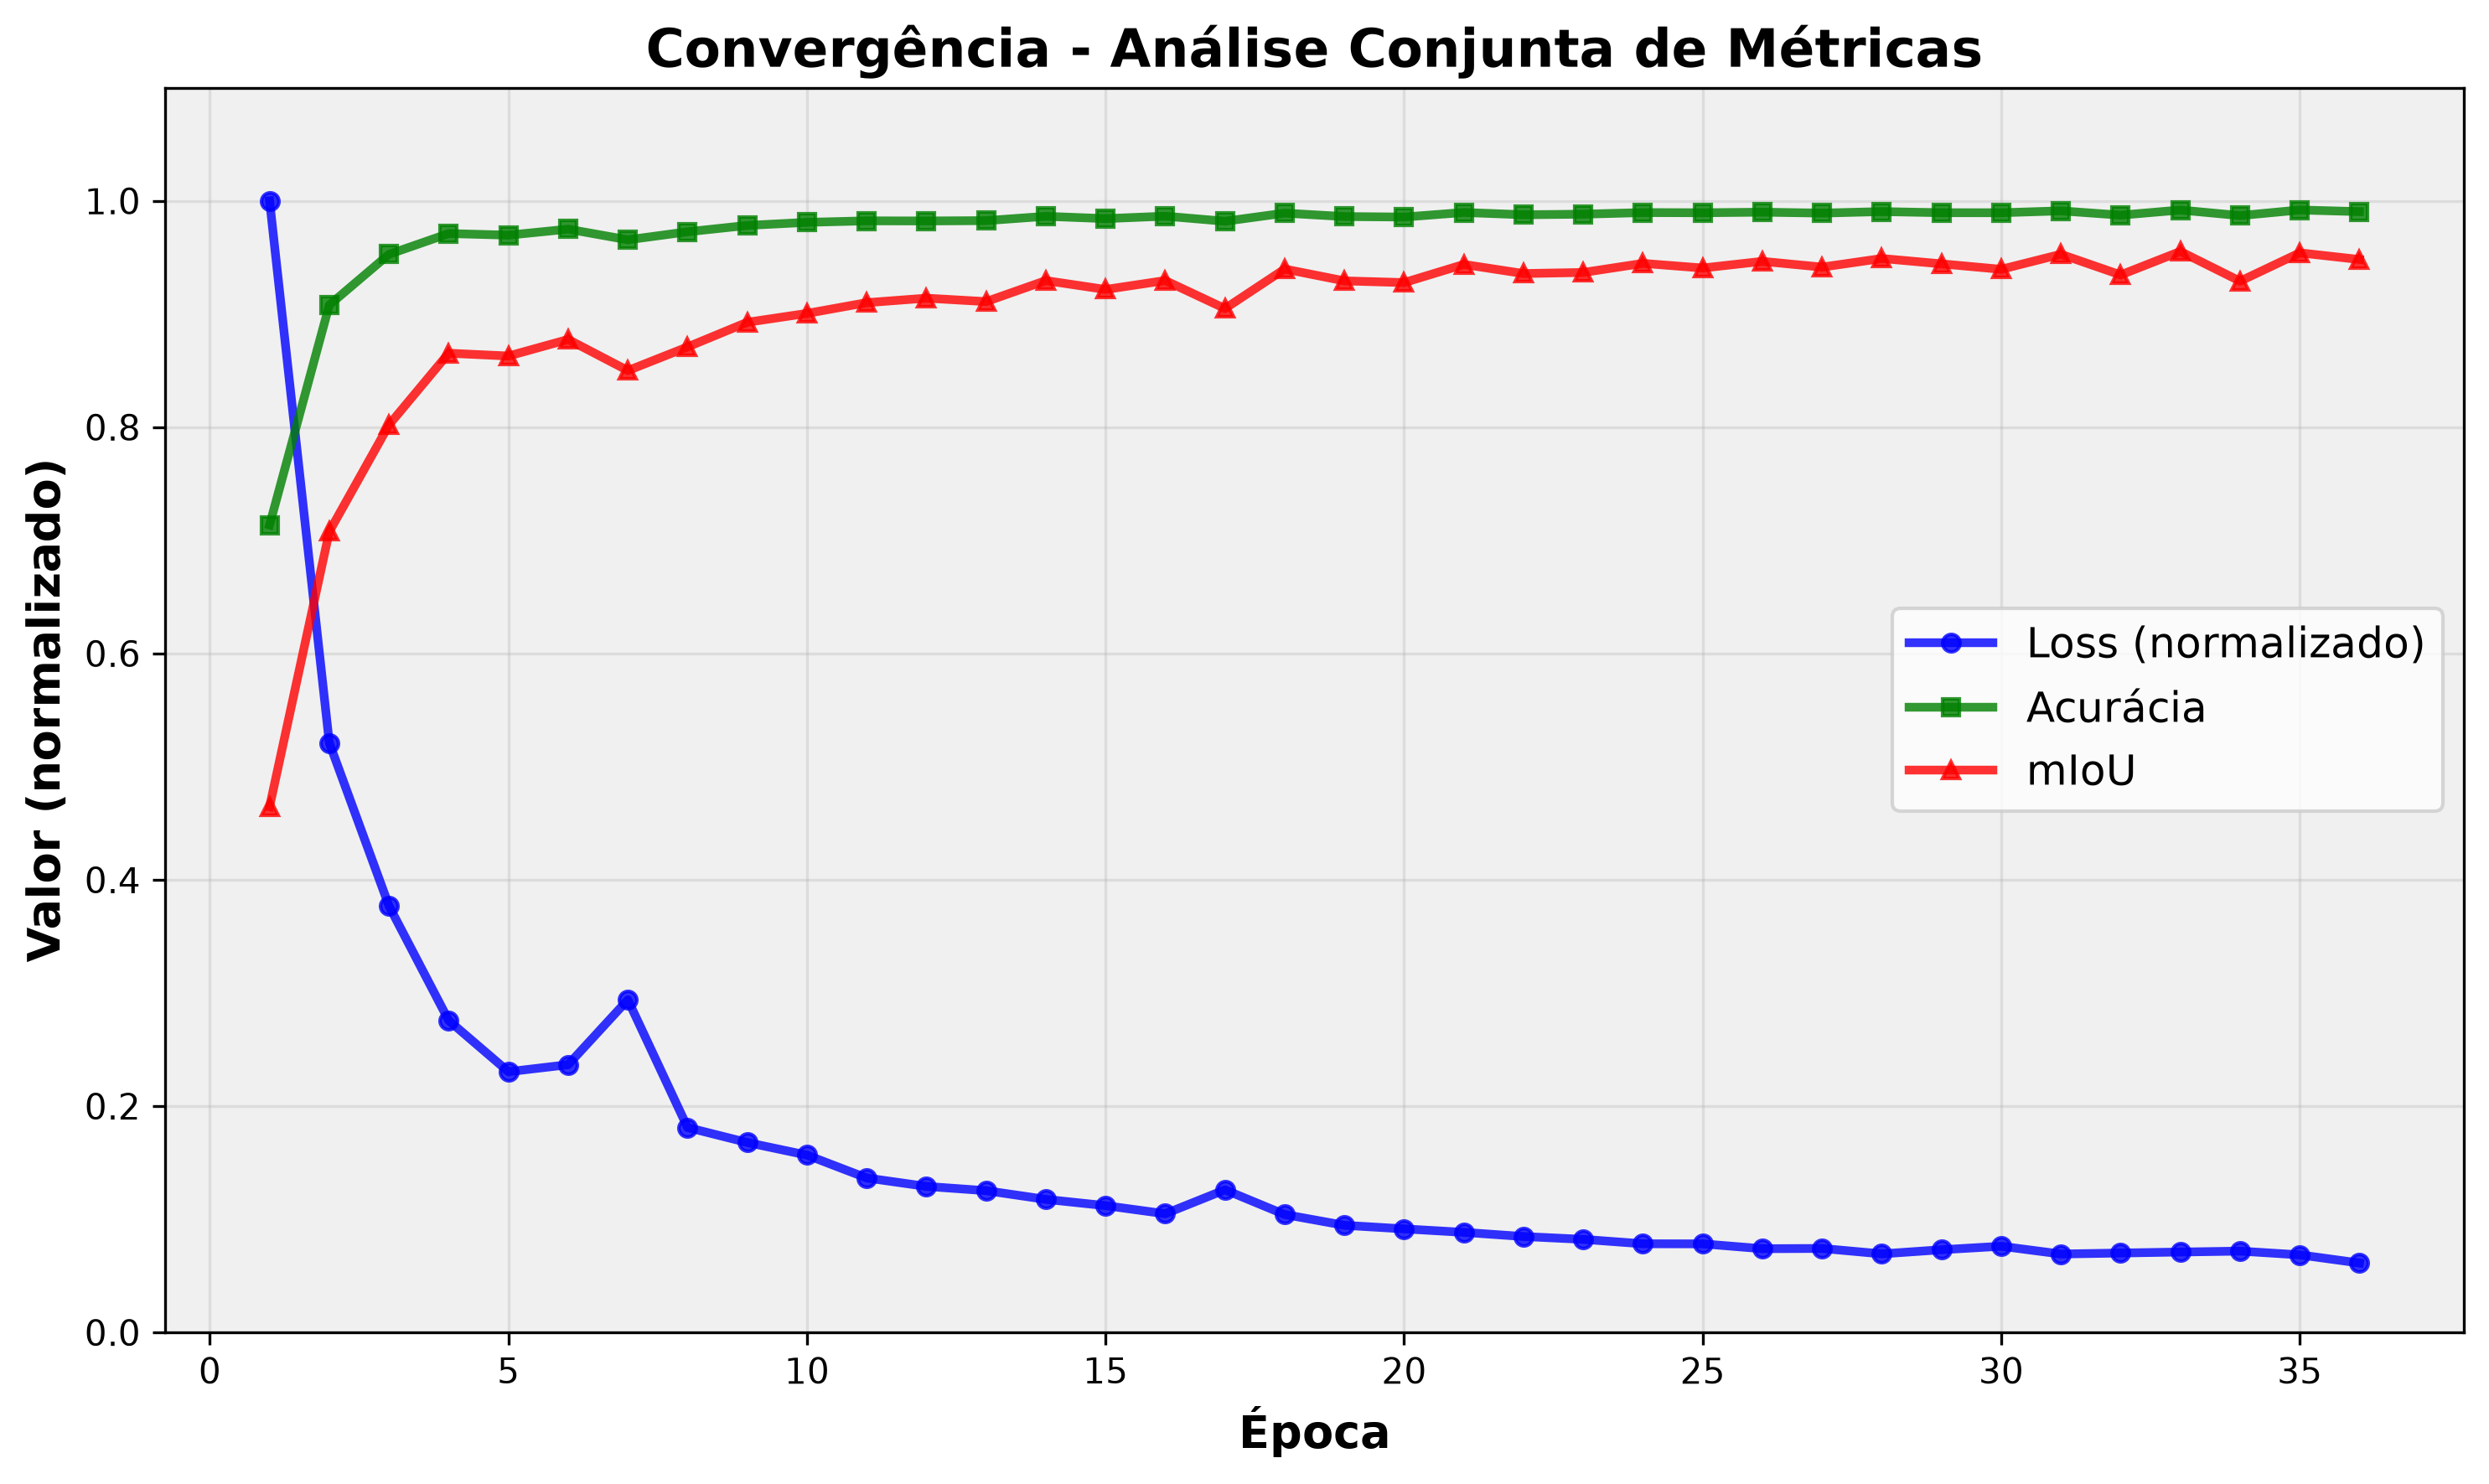 Convergência - Análise Conjunta de Métricas
Valor (normalizado)
1.0
0.8
0.6
0.4
0.2
0.0
Loss (normalizado)
Acurácia
mIoU
0 5 10 15 20 25 30 35
Época